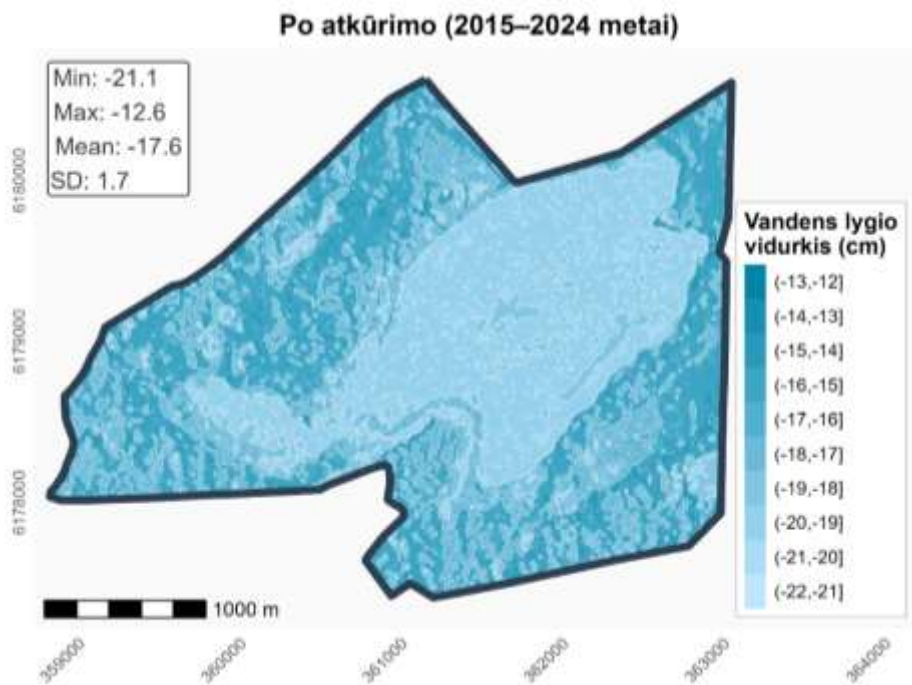 Po atkūrimo (2015–2024 metai)
Min: -21.1
Max: -12.6
Mean: -17.6
SD: 1.7
6180000
6179000
6178000
Vandens lygio
vidurkis (cm)
(-13,-12]
(-14,-13]
(-15,-14]
(-16,-15]
(-17,-16]
(-18,-17]
(-19,-18]
(-20,-19]
(-21,-20]
(-22,-21]
1000 m
359000
360000
361000
362000
363000
364000